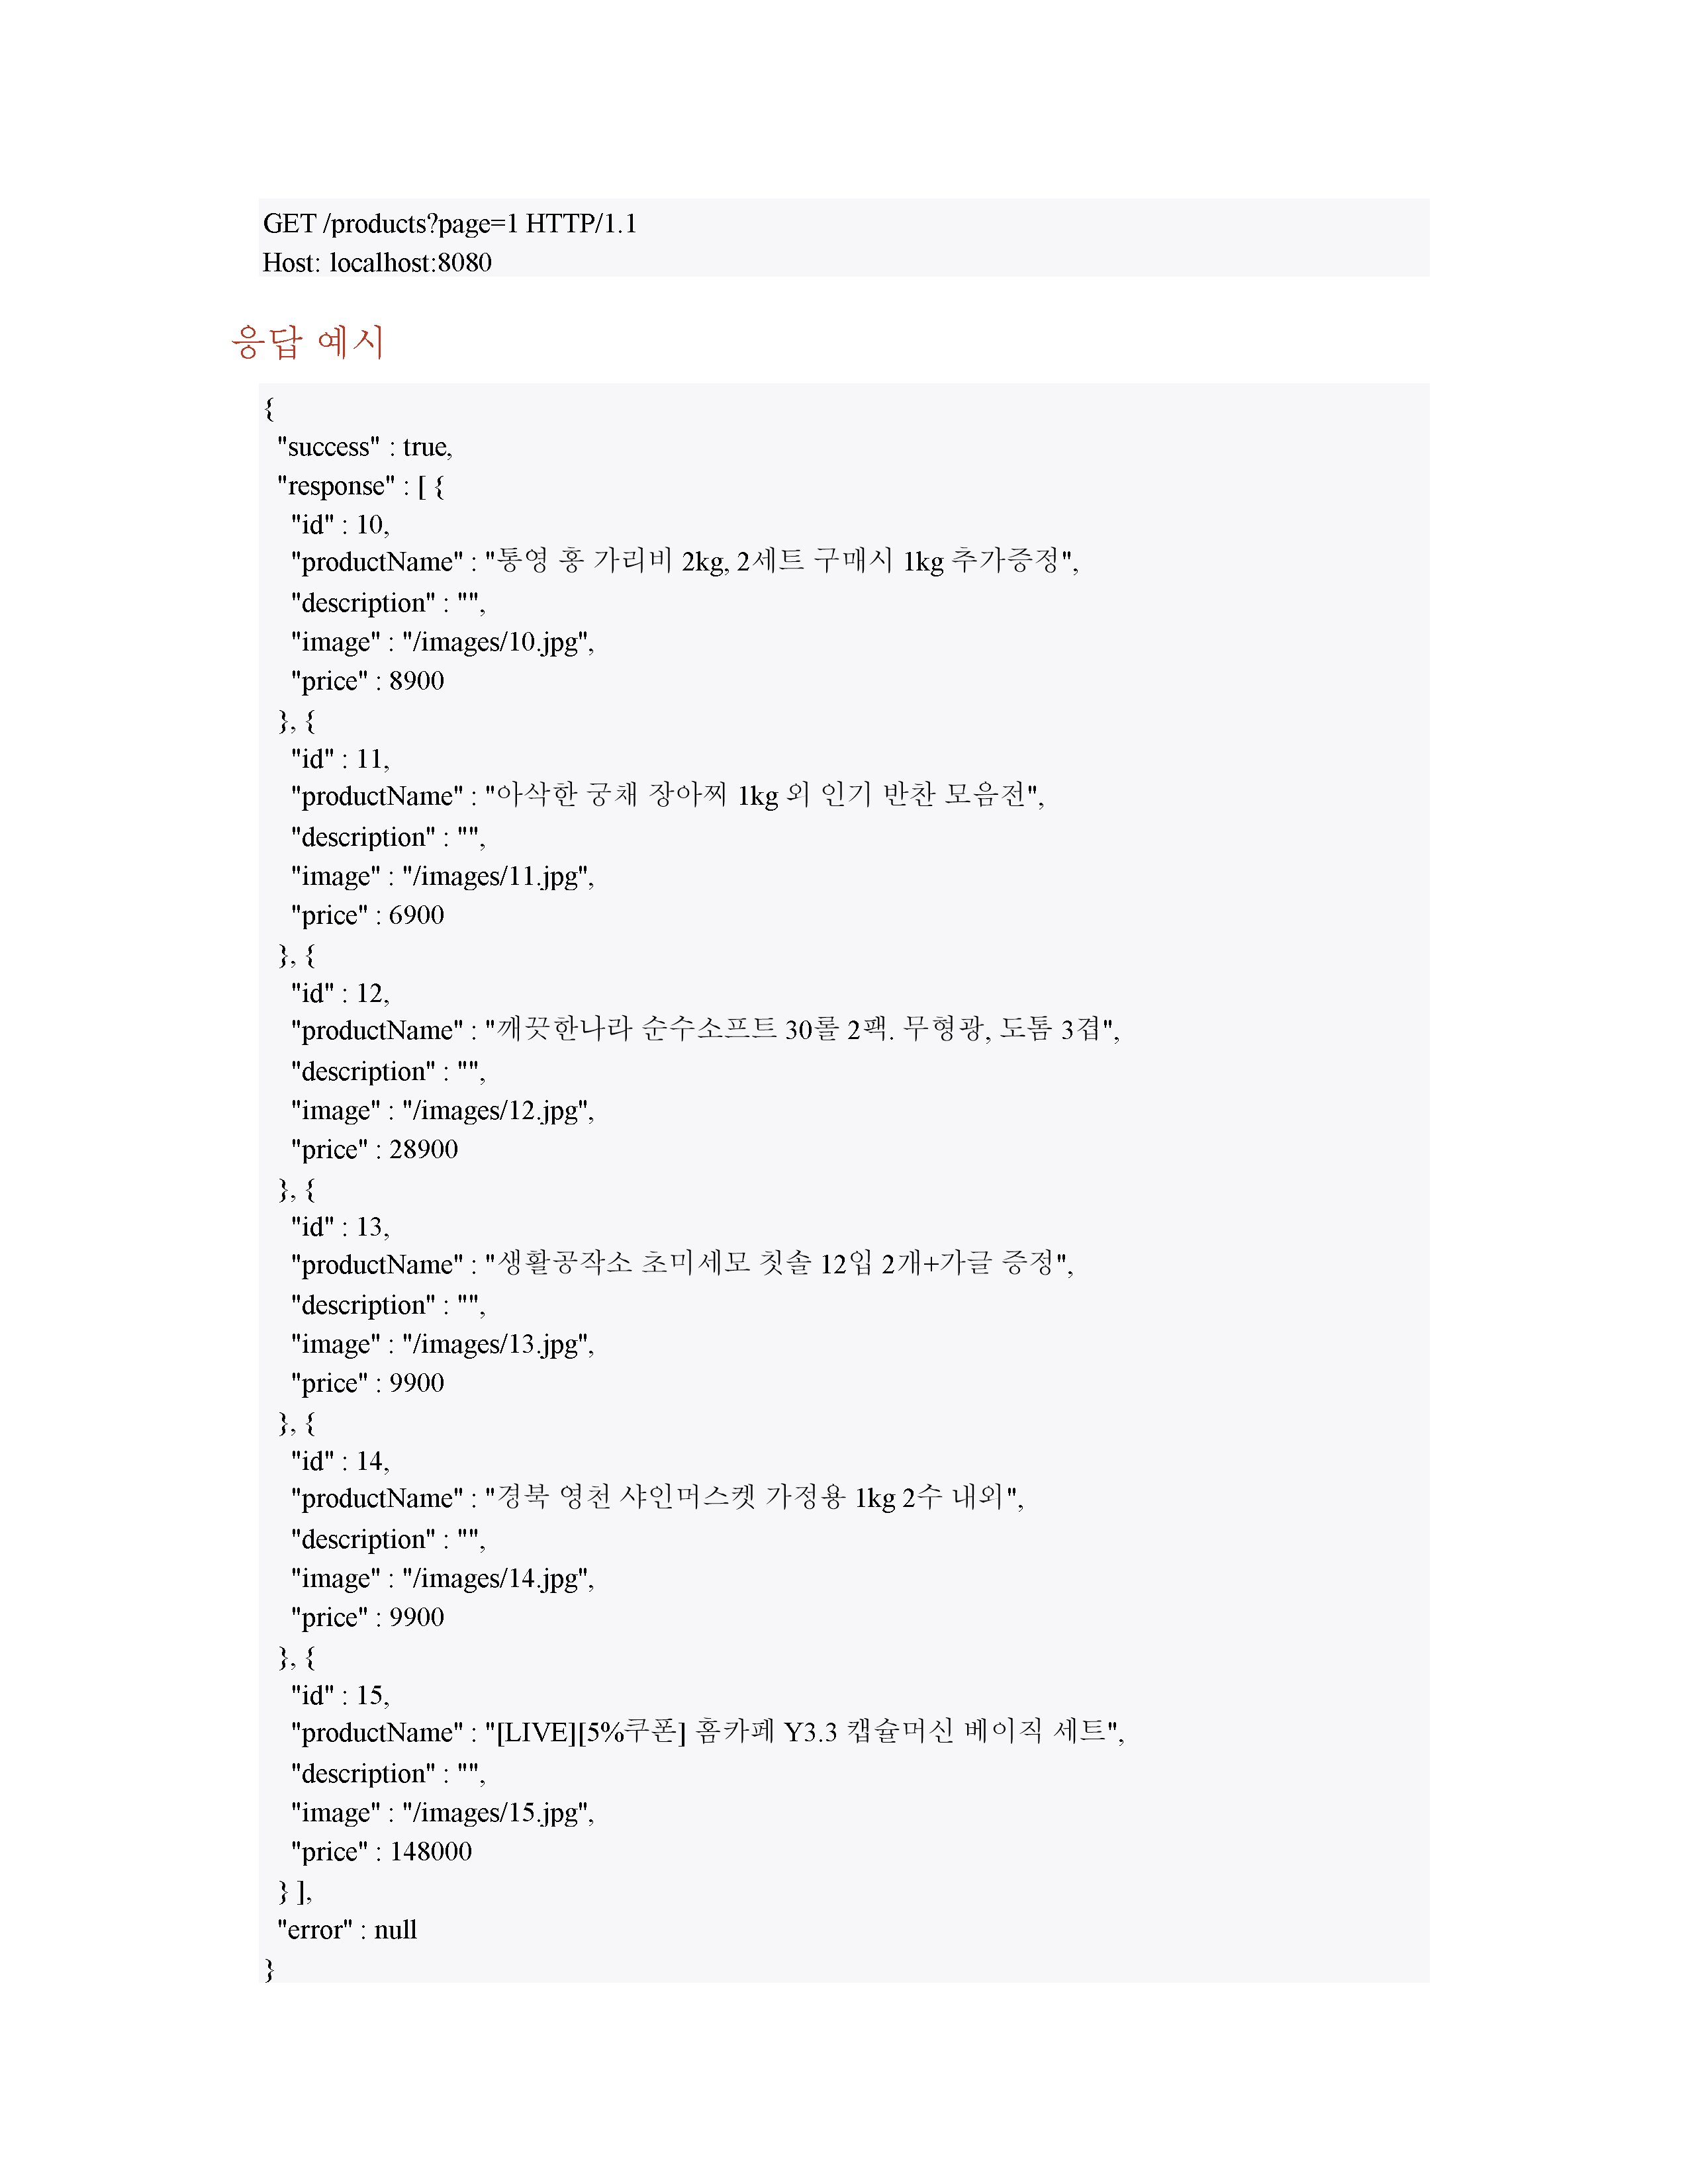 GET /products?page=1 HTTP/1.1
Host: localhost:8080
응답 예시
{
  "success" : true,
  "response" : [ {
    "id" : 10,
    "productName" : "통영 홍 가리비 2kg, 2세트 구매시 1kg 추가증정",
    "description" : "",
    "image" : "/images/10.jpg",
    "price" : 8900
  }, {
    "id" : 11,
    "productName" : "아삭한 궁채 장아찌 1kg 외 인기 반찬 모음전",
    "description" : "",
    "image" : "/images/11.jpg",
    "price" : 6900
  }, {
    "id" : 12,
    "productName" : "깨끗한나라 순수소프트 30롤 2팩. 무형광, 도톰 3겹",
    "description" : "",
    "image" : "/images/12.jpg",
    "price" : 28900
  }, {
    "id" : 13,
    "productName" : "생활공작소 초미세모 칫솔 12입 2개+가글 증정",
    "description" : "",
    "image" : "/images/13.jpg",
    "price" : 9900
  }, {
    "id" : 14,
    "productName" : "경북 영천 샤인머스켓 가정용 1kg 2수 내외",
    "description" : "",
    "image" : "/images/14.jpg",
    "price" : 9900
  }, {
    "id" : 15,
    "productName" : "[LIVE][5%쿠폰] 홈카페 Y3.3 캡슐머신 베이직 세트",
    "description" : "",
    "image" : "/images/15.jpg",
    "price" : 148000
  } ],
  "error" : null
}